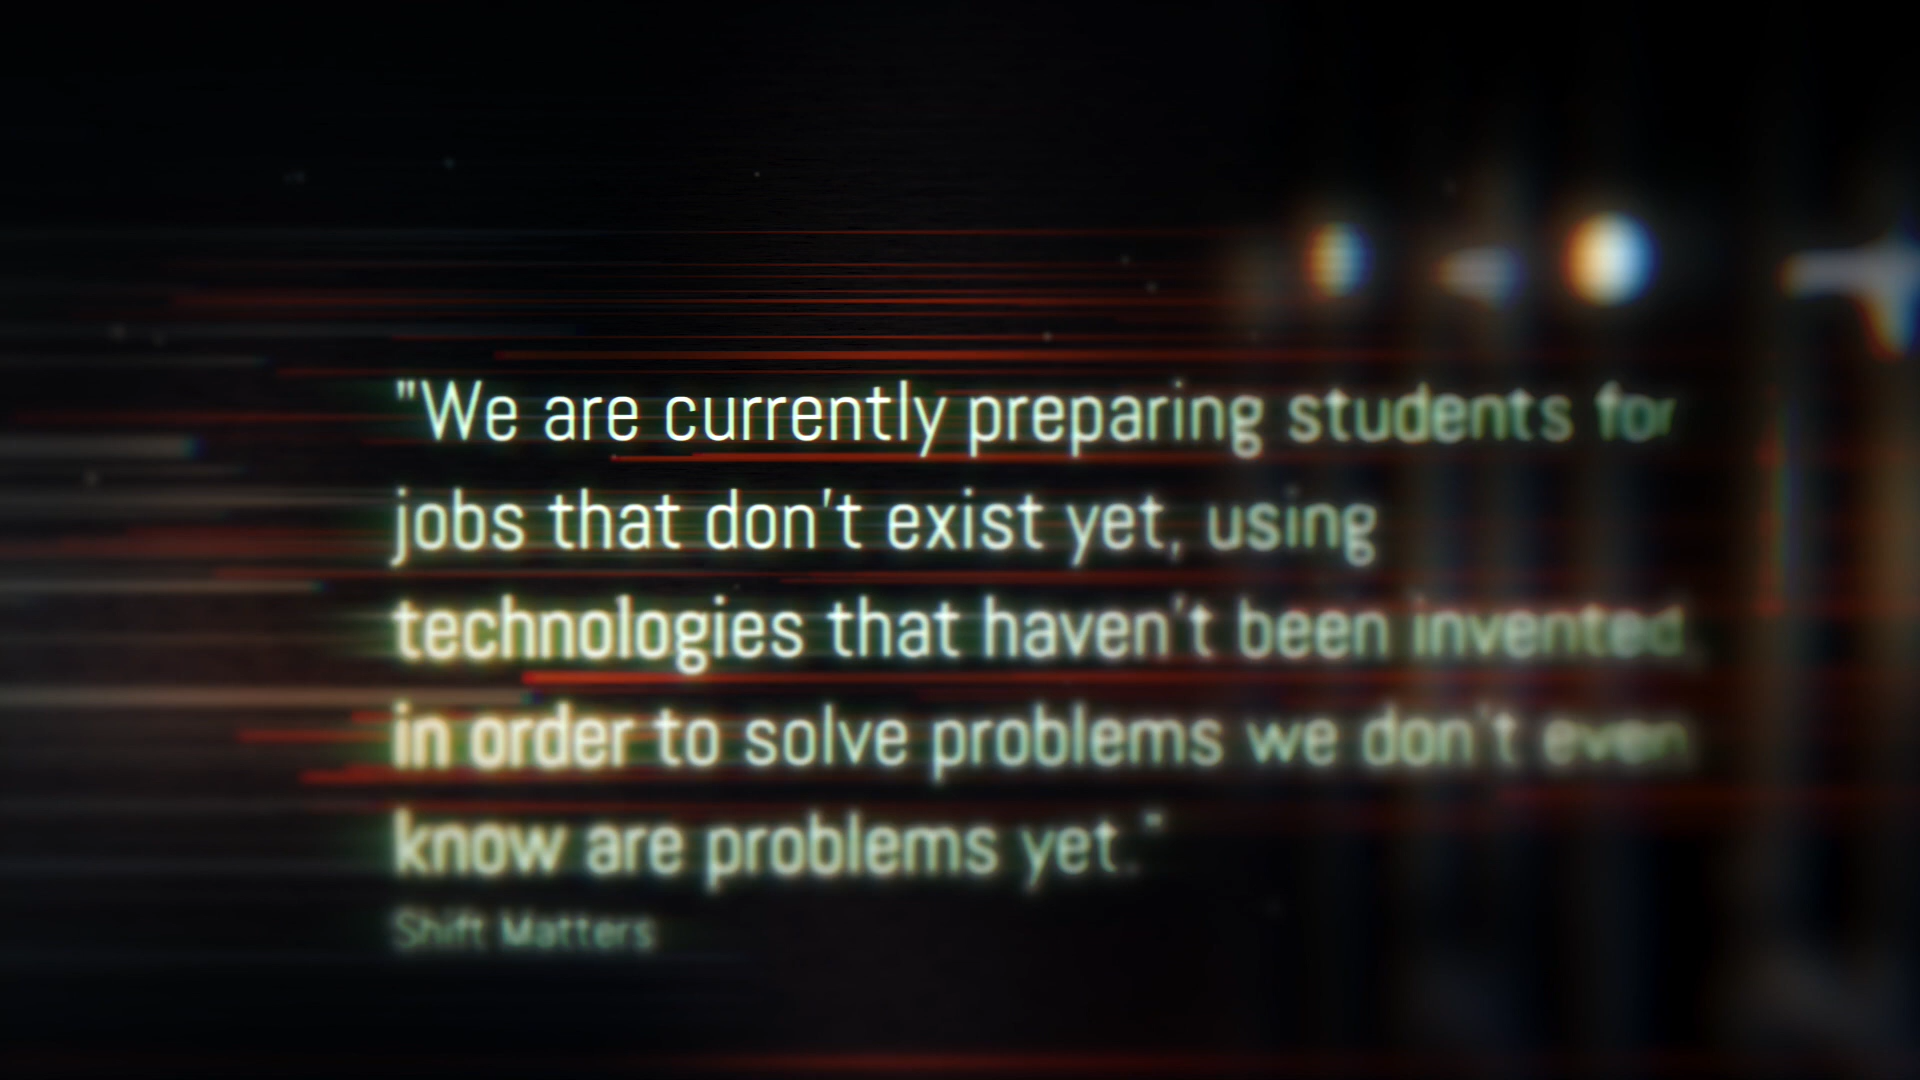 "We are currently preparing students for
jobs that don't exist yet, using
technologies that haven't been invented,
in order to solve problems we don't even
know are problems yet."
Shift Matters